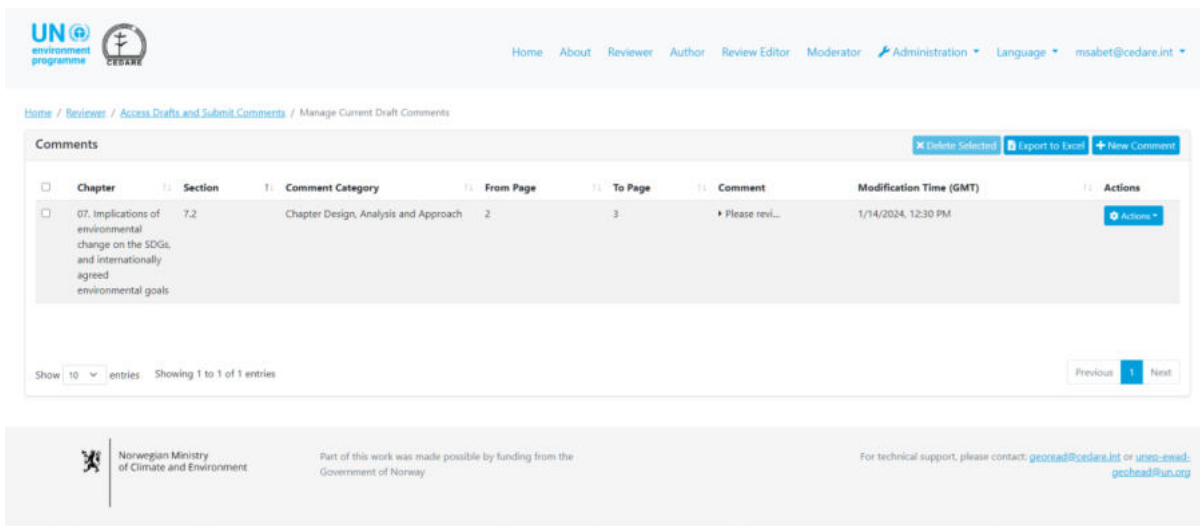 UN
environment
programme
CEDARE
Home About Reviewer Author Review Editor Moderator Administration Language msabet@cedare.int
Home / Reviewer / Access Drafts and Submit Comments / Manage Current Draft Comments
Comments
Delete Selected Export to Excel New Comment
Chapter Section Comment Category From Page To Page Comment Modification Time (GMT) Actions
07. Implications of 7.2 Chapter Design, Analysis and Approach 2 3 Please revi... 1/14/2024, 12:30 PM Actions
environmental
change on the SDGs,
and internationally
agreed
environmental goals
Show 10 entries Showing 1 to 1 of 1 entries Previous 1 Next
Norwegian Ministry
of Climate and Environment
Part of this work was made possible by funding from the
Government of Norway
For technical support, please contact: georead@cedare.int or unep-ewad-
geohead@un.org